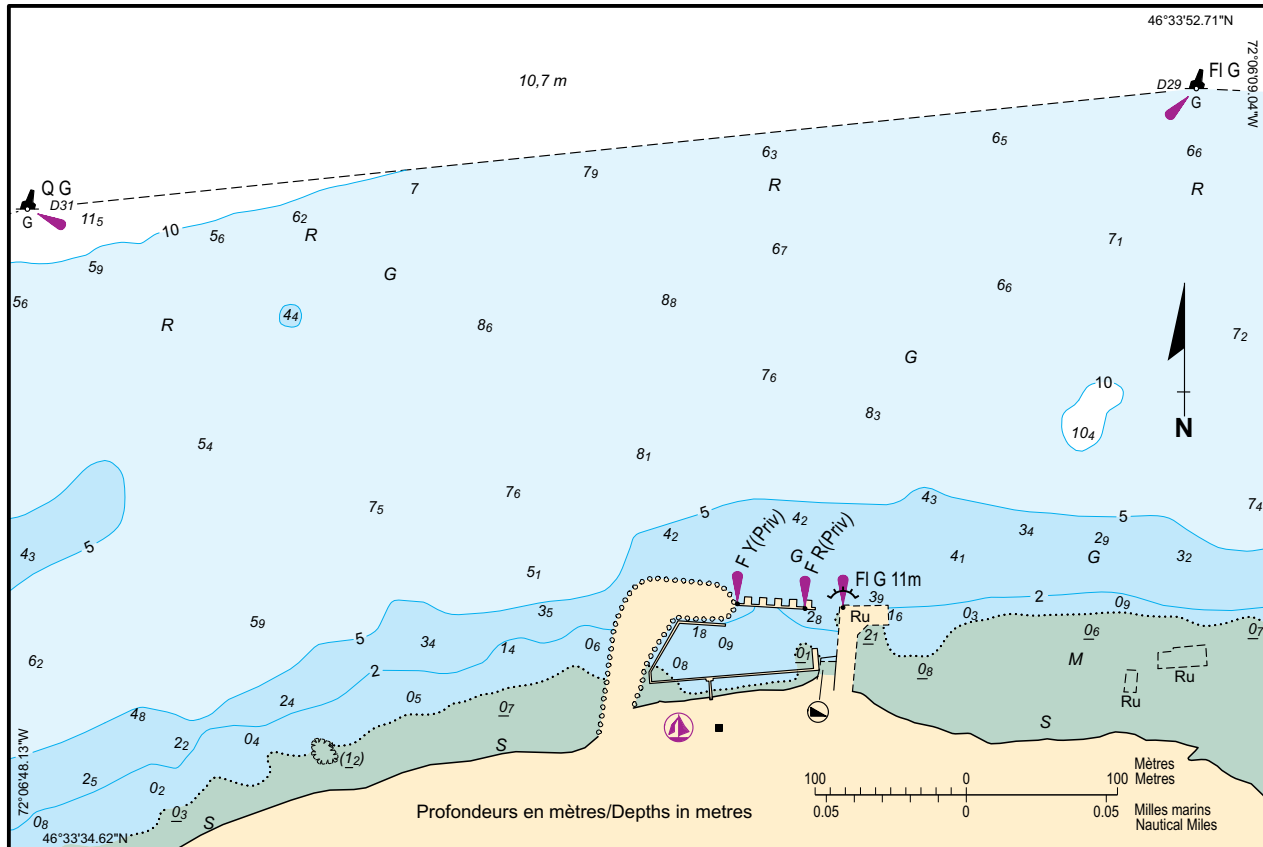 46°33'52.71"N
72°06'09.04"W
10,7 m
Fl G
D29
G
6₅
6₃
6₆
7₉
R
R
7
Q G
D31
G
11₅
6₂
10
5₆
R
7₁
6₇
5₉
G
6₆
5₆
8₈
4₄
R
8₆
7₂
G
7₆
10
8₃
10₄
N
5₄
8₁
7₆
4₃
7₅
7₄
5
4₂
5
3₄
4₂
2₉
5
4₃
F Y(Priv)
F R(Priv)
G
4₁
G
3₂
5₁
Fl G 11m
3₉
2
0₉
3₅
2₈
Ru
1₆
0₃
5₉
1₈
0₆
0₇
5
3₄
1₄
0₆
0₉
0₁
2₁
M
6₂
2
0₈
0₈
Ru
Ru
2₄
0₅
0₇
4₈
S
2₂
0₄
S
(1₂)
2₅
0₂
72°06'48.13"W
0₃
0₈
S
46°33'34.62"N
Profondeurs en mètres/Depths in metres
Mètres
Metres
100 0 100
0.05 0 0.05
Milles marins
Nautical Miles